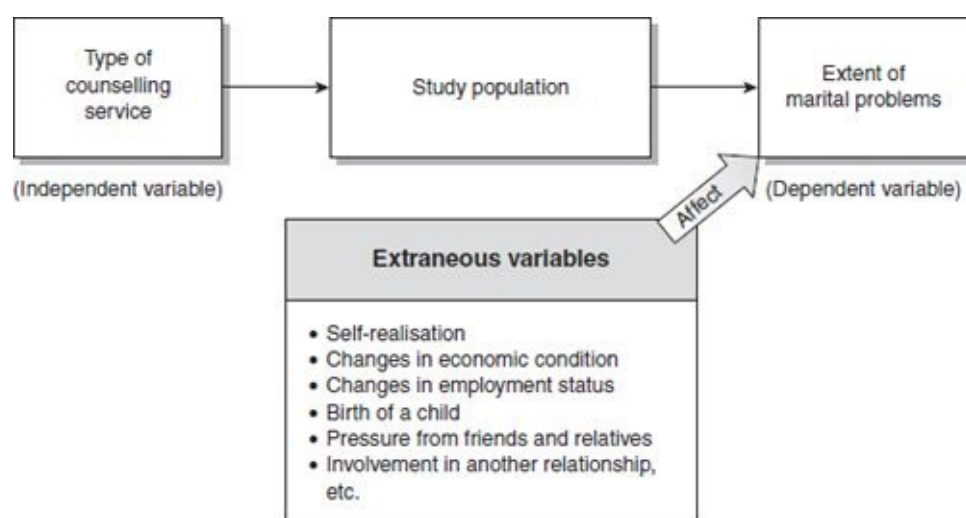 Type of
counselling
service
Study population
Extent of
marital problems
(Independent variable)
(Dependent variable)
Affect
Extraneous variables
• Self-realisation
• Changes in economic condition
• Changes in employment status
• Birth of a child
• Pressure from friends and relatives
• Involvement in another relationship,
etc.